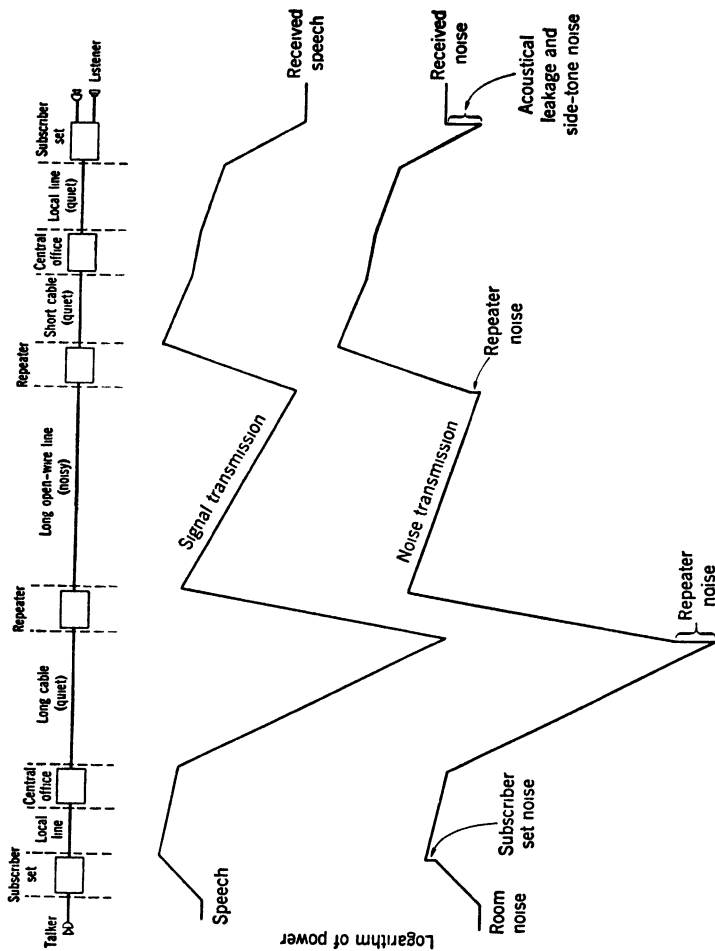 Talker
Subscriber
set
Local
line
Central
office
Long cable
(quiet)
Repeater
Long open-wire line
(noisy)
Repeater
Short cable
(quiet)
Central
office
Local line
(quiet)
Subscriber
set
Listener
Logarithm of power
Speech
Signal transmission
Received
speech
Room
noise
Subscriber
set noise
Repeater
noise
Noise transmission
Repeater
noise
Received
noise
Acoustical
leakage and
side-tone noise